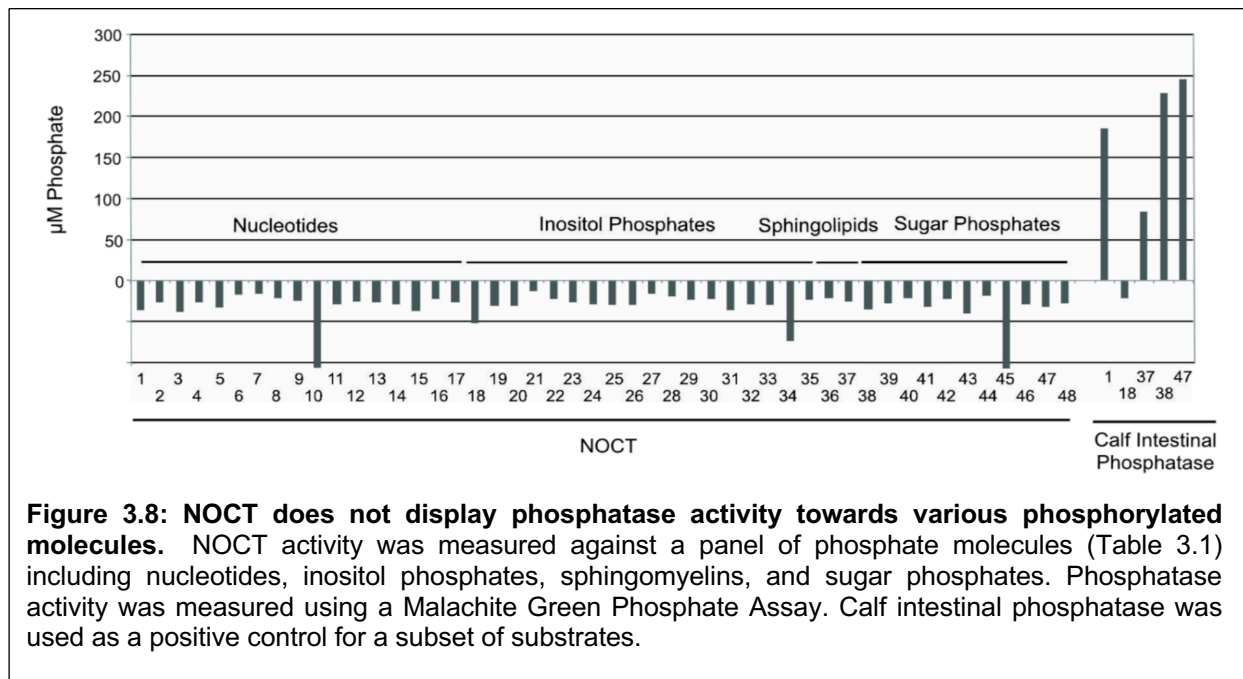 300
250
200
150
100
50
0
µM Phosphate
Nucleotides
Inositol Phosphates
Sphingolipids
Sugar Phosphates
1 3 5 7 9 11 13 15 17 19 21 23 25 27 29 31 33 35 37 39 41 43 45 47 1 37 47
2 4 6 8 10 12 14 16 18 20 22 24 26 28 30 32 34 36 38 40 42 44 46 48 18 38
NOCT
Calf Intestinal
Phosphatase
Figure 3.8: NOCT does not display phosphatase activity towards various phosphorylated
molecules. NOCT activity was measured against a panel of phosphate molecules (Table 3.1)
including nucleotides, inositol phosphates, sphingomyelins, and sugar phosphates. Phosphatase
activity was measured using a Malachite Green Phosphate Assay. Calf intestinal phosphatase was
used as a positive control for a subset of substrates.